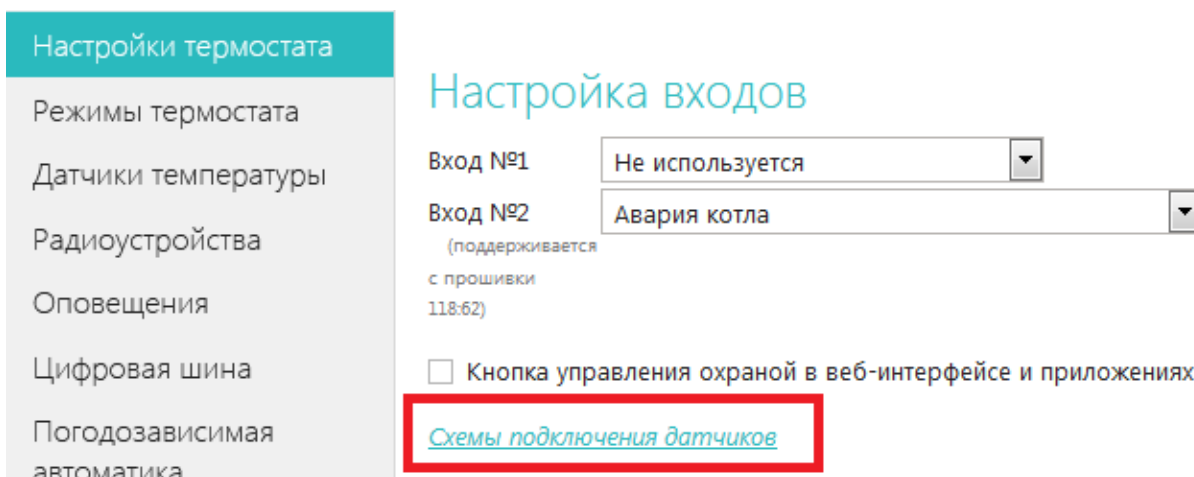 Настройки термостата
Режимы термостата
Датчики температуры
Радиоустройства
Оповещения
Цифровая шина
Погодозависимая
автоматика
Настройка входов
Вход №1 Не используется
Вход №2 Авария котла
(поддерживается
с прошивки
118:62)
Кнопка управления охраной в веб-интерфейсе и приложениях
Схемы подключения датчиков